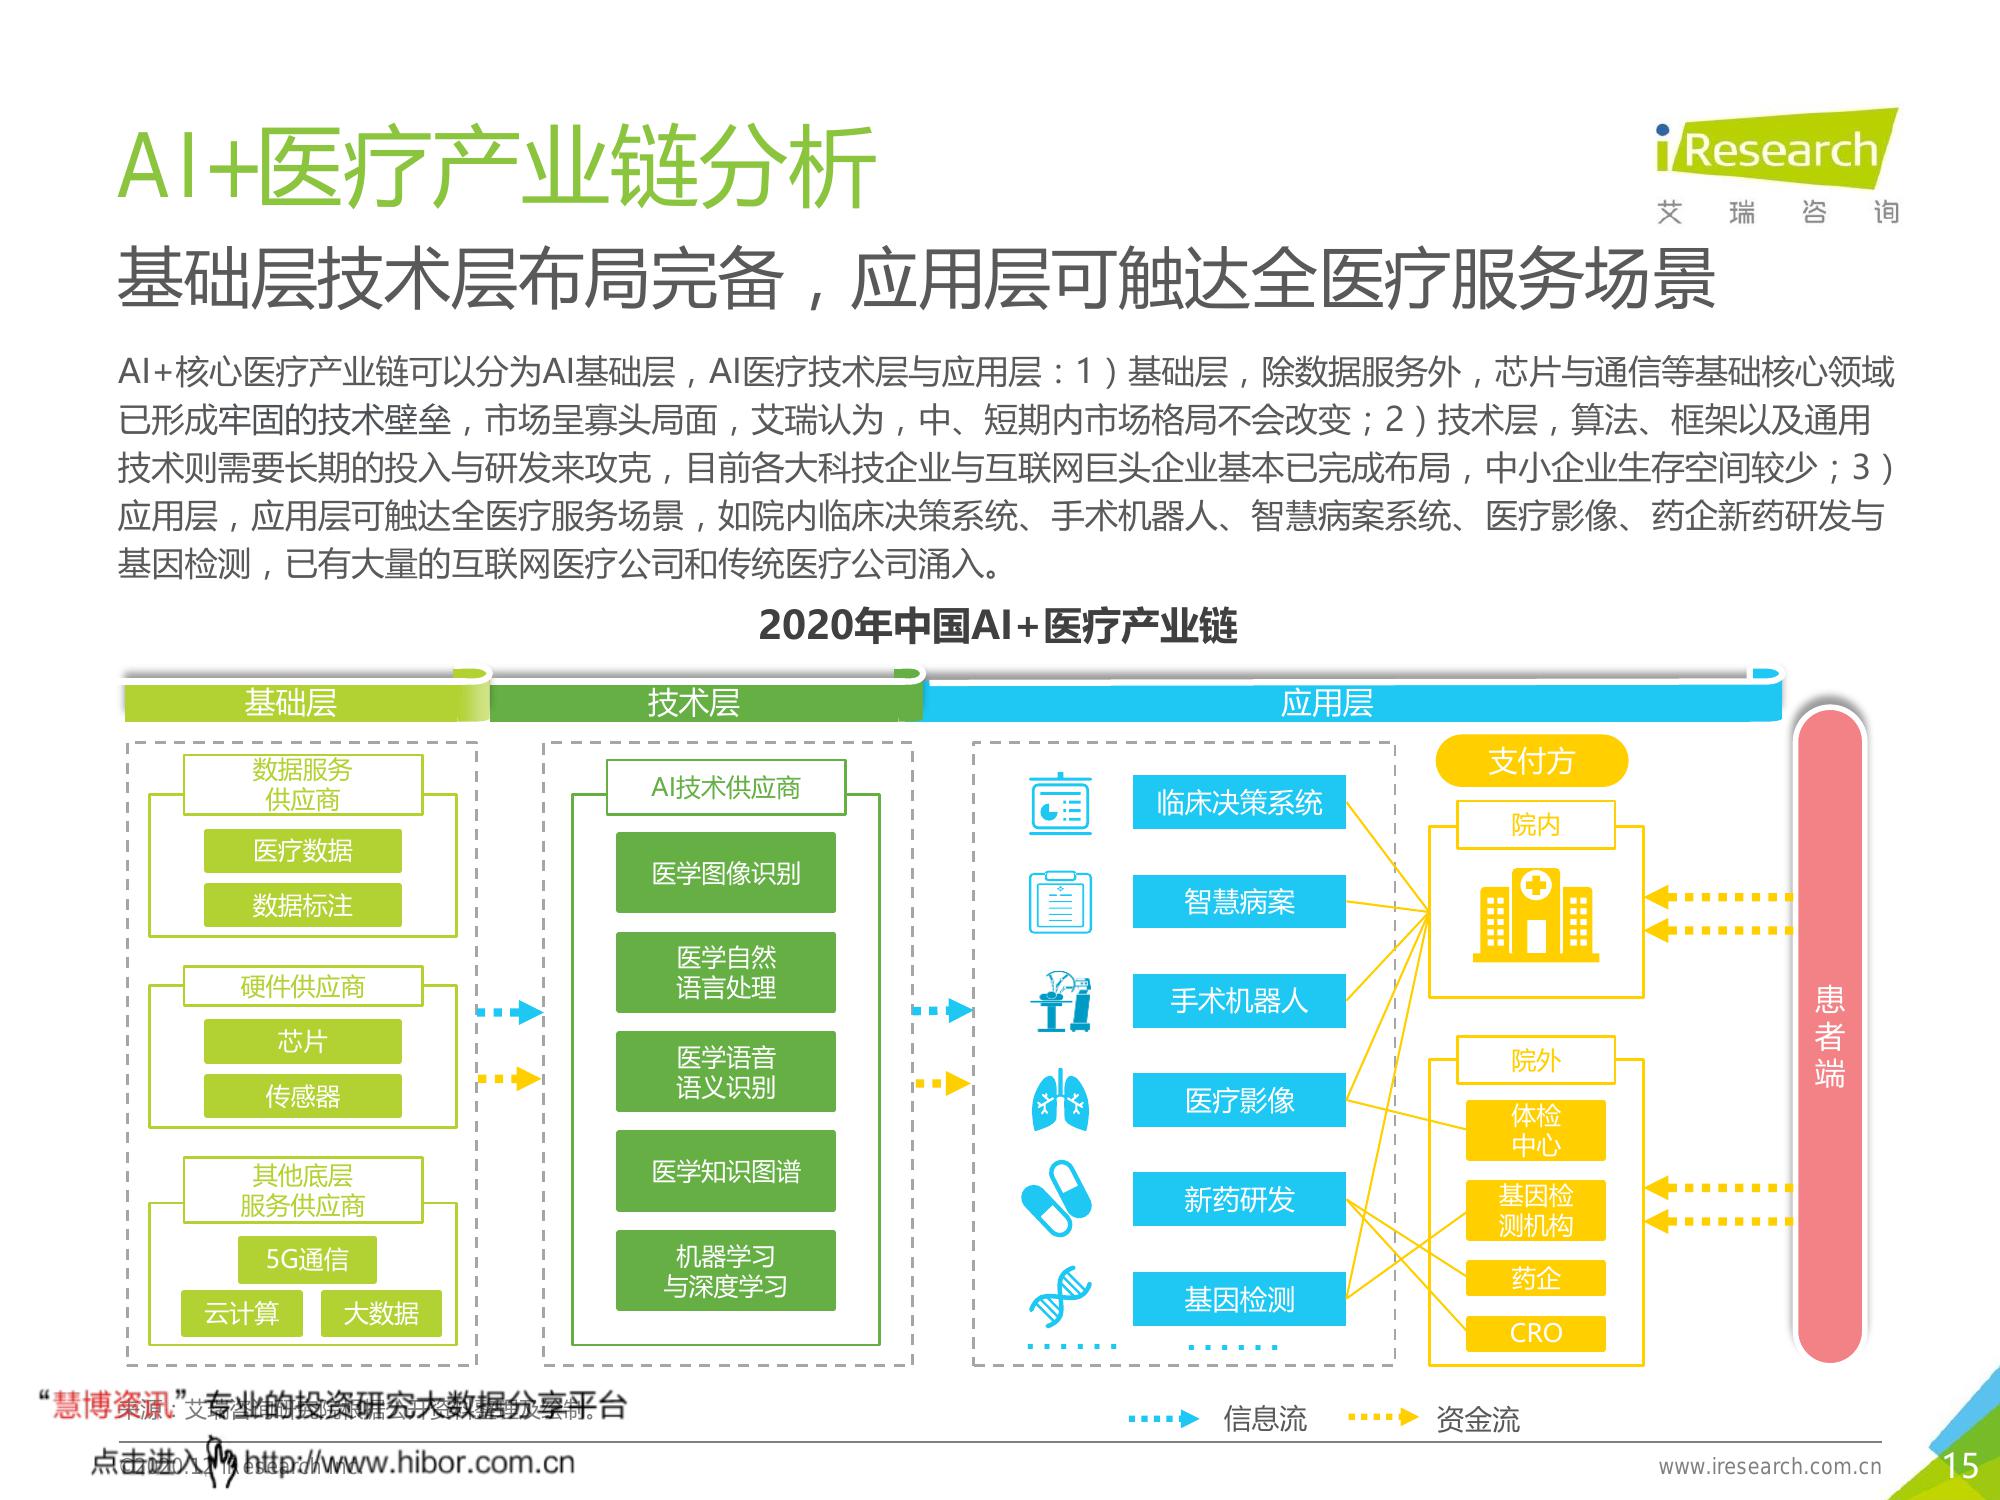 AI+医疗产业链分析
iResearch
艾瑞咨询
基础层技术层布局完备，应用层可触达全医疗服务场景
AI+核心医疗产业链可以分为AI基础层，AI医疗技术层与应用层：1）基础层，除数据服务外，芯片与通信等基础核心领域
已形成牢固的技术壁垒，市场呈寡头局面，艾瑞认为，中、短期内市场格局不会改变；2）技术层，算法、框架以及通用
技术则需要长期的投入与研发来攻克，目前各大科技企业与互联网巨头企业基本已完成布局，中小企业生存空间较少；3）
应用层，应用层可触达全医疗服务场景，如院内临床决策系统、手术机器人、智慧病案系统、医疗影像、药企新药研发与
基因检测，已有大量的互联网医疗公司和传统医疗公司涌入。
2020年中国AI+医疗产业链
基础层
技术层
应用层
数据服务
供应商
医疗数据
数据标注
硬件供应商
芯片
传感器
其他底层
服务供应商
5G通信
云计算
大数据
AI技术供应商
医学图像识别
医学自然
语言处理
医学语音
语义识别
医学知识图谱
机器学习
与深度学习
临床决策系统
智慧病案
手术机器人
医疗影像
新药研发
基因检测
支付方
院内
院外
体检
中心
基因检
测机构
药企
CRO
患者端
信息流
资金流
来源：艾瑞咨询研究院根据公开资料整理及绘制。
“慧博资讯”专业的投资研究大数据分享平台
点击进入 http://www.hibor.com.cn
©2020.12 iResearch Inc.
www.iresearch.com.cn
15